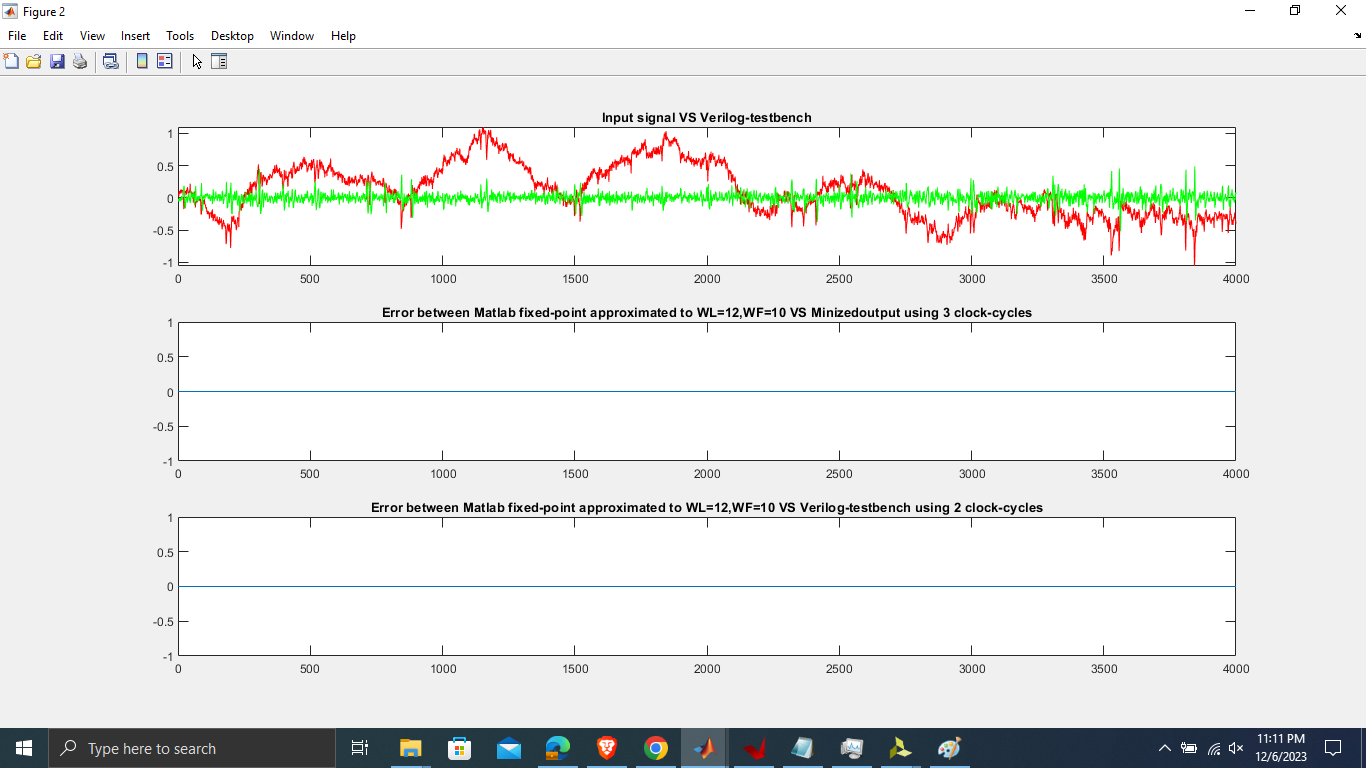 Figure 2
File Edit View Insert Tools Desktop Window Help
Input signal VS Verilog-testbench
1
0.5
0
-0.5
-1
0 500 1000 1500 2000 2500 3000 3500 4000
Error between Matlab fixed-point approximated to WL=12,WF=10 VS Minizedoutput using 3 clock-cycles
1
0.5
0
-0.5
-1
0 500 1000 1500 2000 2500 3000 3500 4000
Error between Matlab fixed-point approximated to WL=12,WF=10 VS Verilog-testbench using 2 clock-cycles
1
0.5
0
-0.5
-1
0 500 1000 1500 2000 2500 3000 3500 4000
Type here to search
11:11 PM
12/6/2023